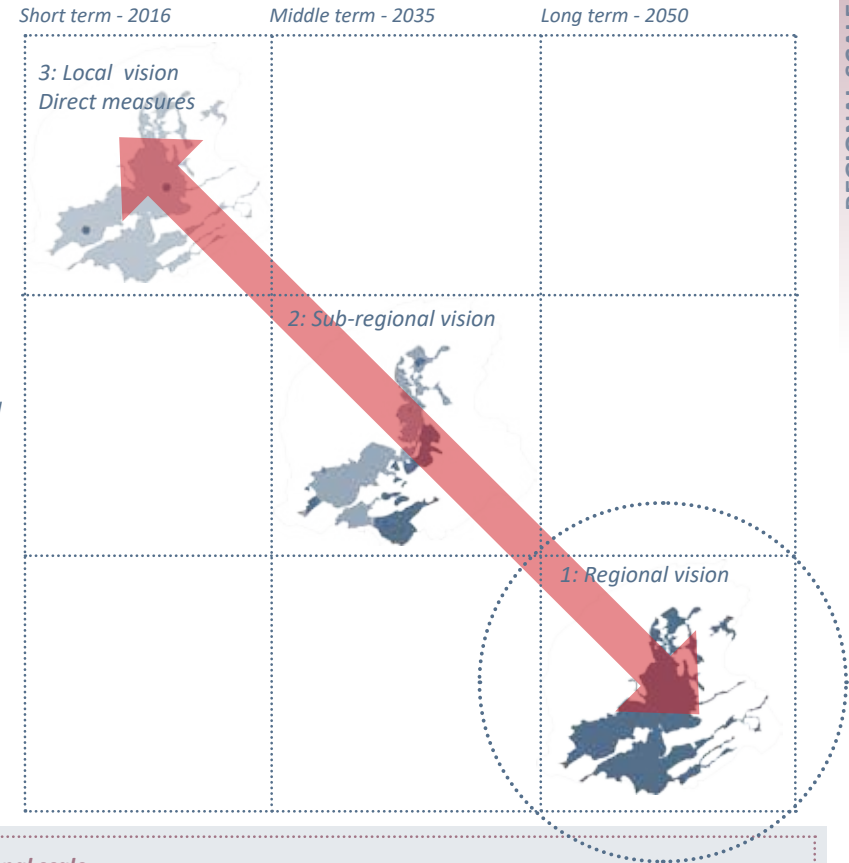 Short term - 2016
Middle term - 2035
Long term - 2050
3: Local vision
Direct measures
2: Sub-regional vision
1: Regional vision